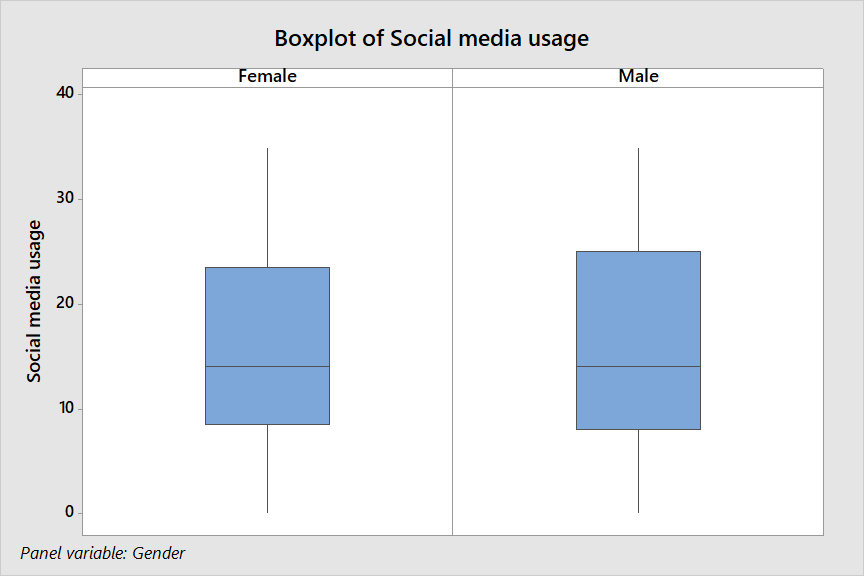 Boxplot of Social media usage
Female
Male
40
30
20
10
0
Social media usage
Panel variable: Gender